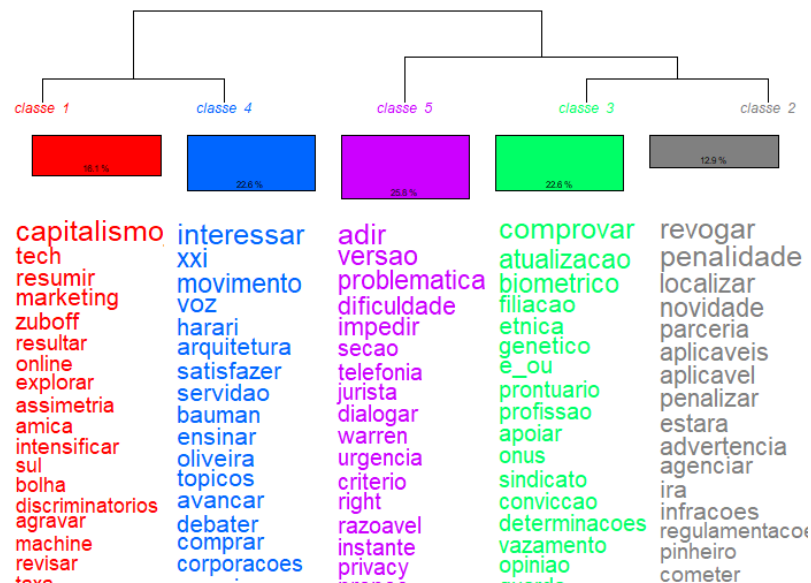 classe 1
classe 4
classe 5
classe 3
classe 2
16.1 %
22.6 %
25.8 %
22.6 %
12.9 %
capitalismo
tech
resumir
marketing
zuboff
resultar
online
explorar
assimetria
amica
intensificar
sul
bolha
discriminatorios
agravar
machine
revisar
interessar
xxi
movimento
voz
harari
arquitetura
satisfazer
servidao
bauman
ensinar
oliveira
topicos
avancar
debater
comprar
corporacoes
adir
versao
problematica
dificuldade
impedir
secao
telefonia
jurista
dialogar
warren
urgencia
criterio
right
razoavel
instante
privacy
comprovar
atualizacao
biometrico
filiacao
etnica
genetico
e_ou
prontuario
profissao
apoiar
onus
sindicato
conviccao
determinacoes
vazamento
opiniao
revogar
penalidade
localizar
novidade
parceria
aplicaveis
aplicavel
penalizar
estara
advertencia
agenciar
ira
infracoes
regulamentacoe
pinheiro
cometer